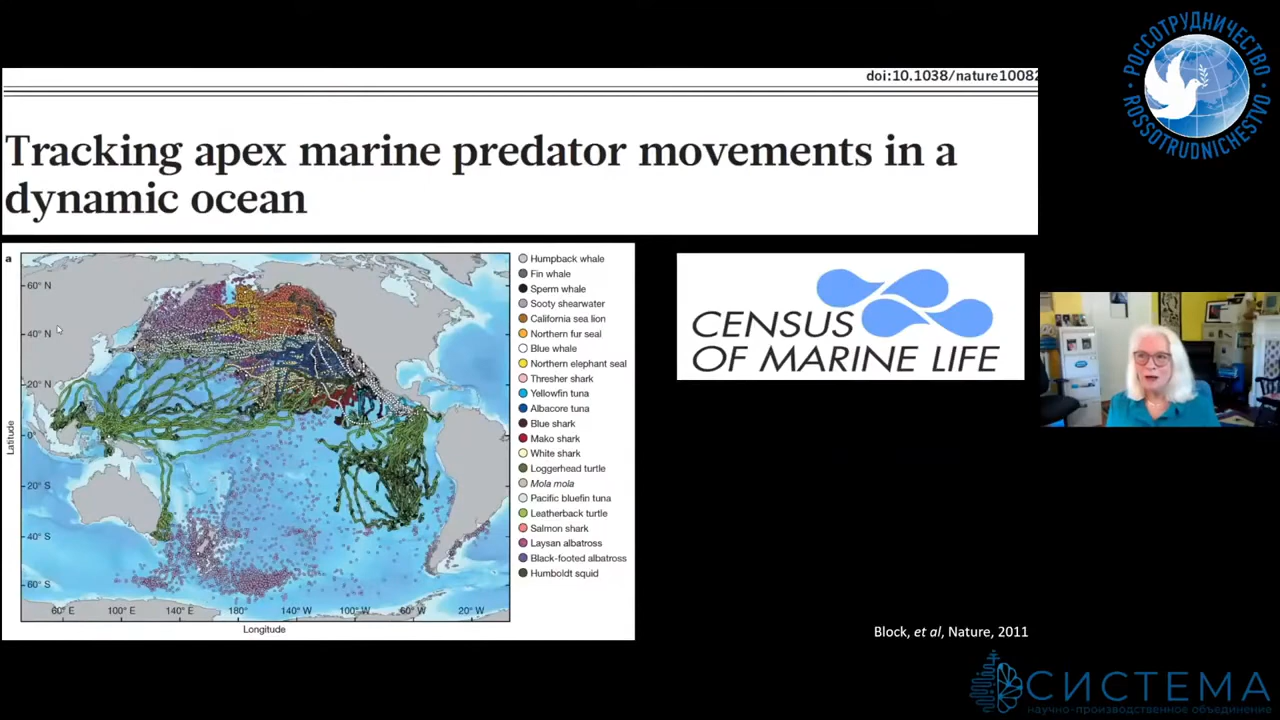 doi:10.1038/nature10082
Tracking apex marine predator movements in a
dynamic ocean
РОССОТРУДНИЧЕСТВО
ROSSOTRUDNICHESTVO
a
60° N
40° N
20° N
0°
20° S
40° S
60° S
Latitude
60° E
100° E
140° E
180°
140° W
100° W
60° W
20° W
Longitude
Humpback whale
Fin whale
Sperm whale
Sooty shearwater
California sea lion
Northern fur seal
Blue whale
Northern elephant seal
Thresher shark
Yellowfin tuna
Albacore tuna
Blue shark
Mako shark
White shark
Loggerhead turtle
Mola mola
Pacific bluefin tuna
Leatherback turtle
Salmon shark
Laysan albatross
Black-footed albatross
Humboldt squid
CENSUS
OF MARINE LIFE
Block, et al, Nature, 2011
СИСТЕМА
научно-производственное объединение